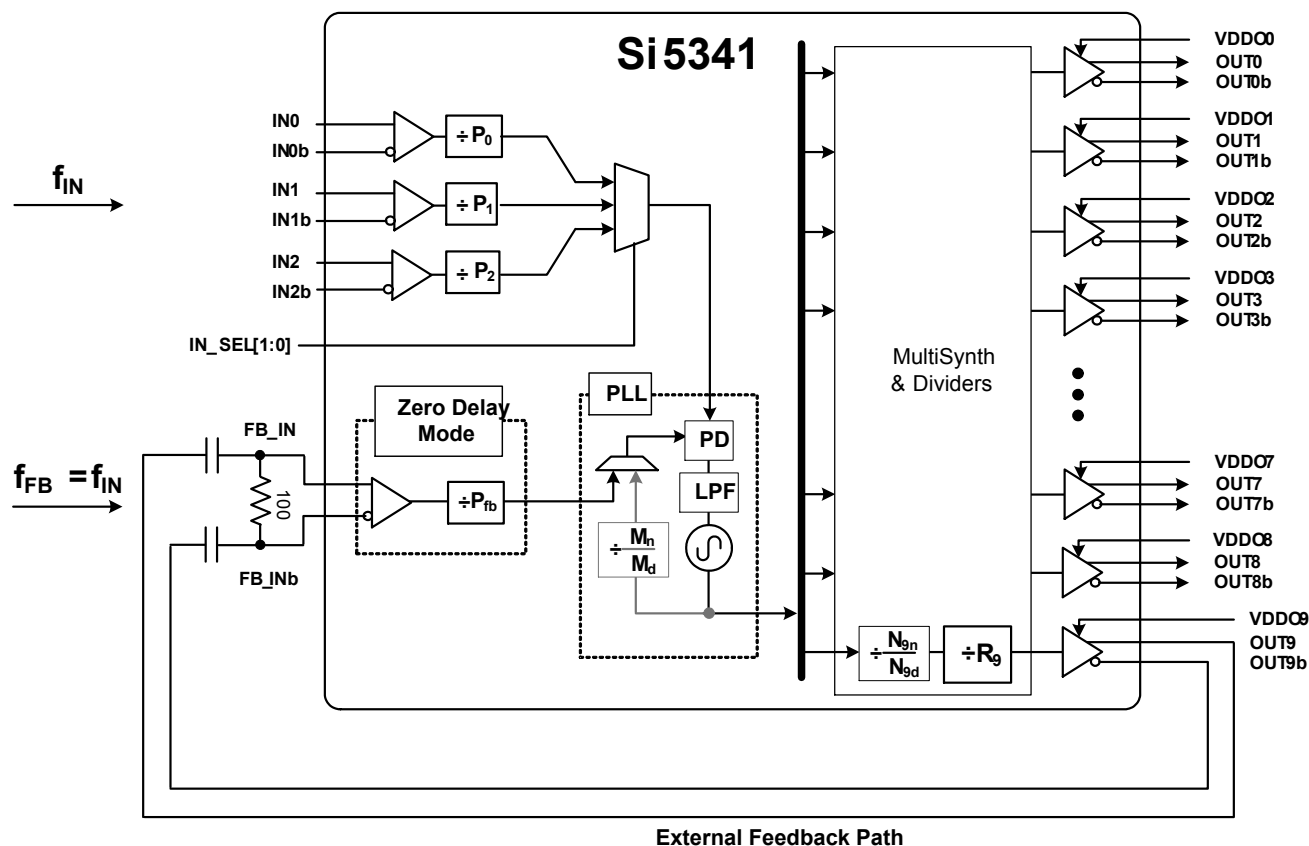 Si5341
IN0
IN0b
÷ P0
fIN
IN1
IN1b
÷ P1
IN2
IN2b
÷ P2
IN_SEL[1:0]
Zero Delay
Mode
FB_IN
fFB = fIN
100
FB_INb
÷Pfb
PLL
PD
LPF
÷ Mn
Md
MultiSynth
& Dividers
÷ N9n
N9d
÷R9
VDDO0
OUT0
OUT0b
VDDO1
OUT1
OUT1b
VDDO2
OUT2
OUT2b
VDDO3
OUT3
OUT3b
VDDO7
OUT7
OUT7b
VDDO8
OUT8
OUT8b
VDDO9
OUT9
OUT9b
External Feedback Path